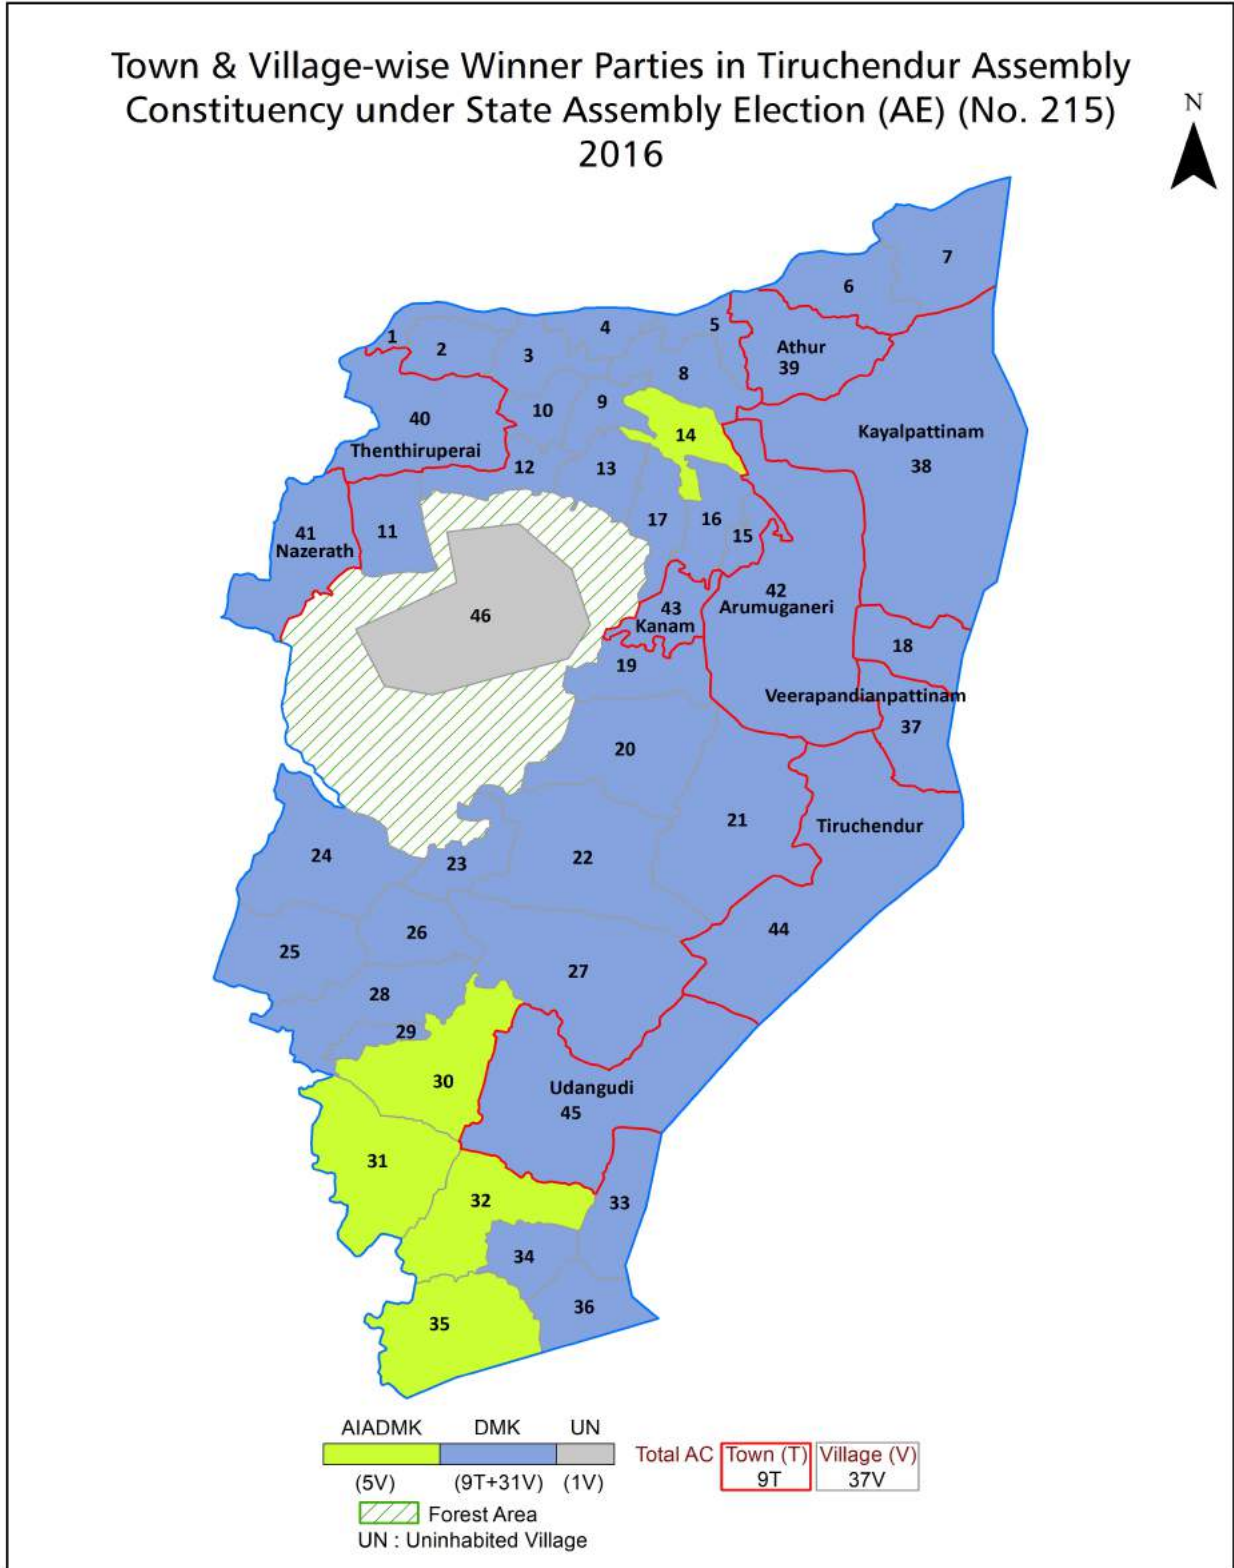 Town & Village-wise Winner Parties in Tiruchendur Assembly
Constituency under State Assembly Election (AE) (No. 215)
2016
N
7
6
1
2
3
4
5
Athur
39
8
40
10
9
14
Kayalpattinam
38
Thenthiruperai
12
13
41
Nazerath
11
17
16
15
46
43
Kanam
42
Arumuganeri
18
19
Veerapandianpattinam
37
20
21
Tiruchendur
24
23
22
26
44
25
27
28
29
30
Udangudi
45
31
32
33
34
36
35
AIADMK DMK UN
Total AC Town (T) Village (V)
9T 37V
(5V) (9T+31V) (1V)
Forest Area
UN : Uninhabited Village